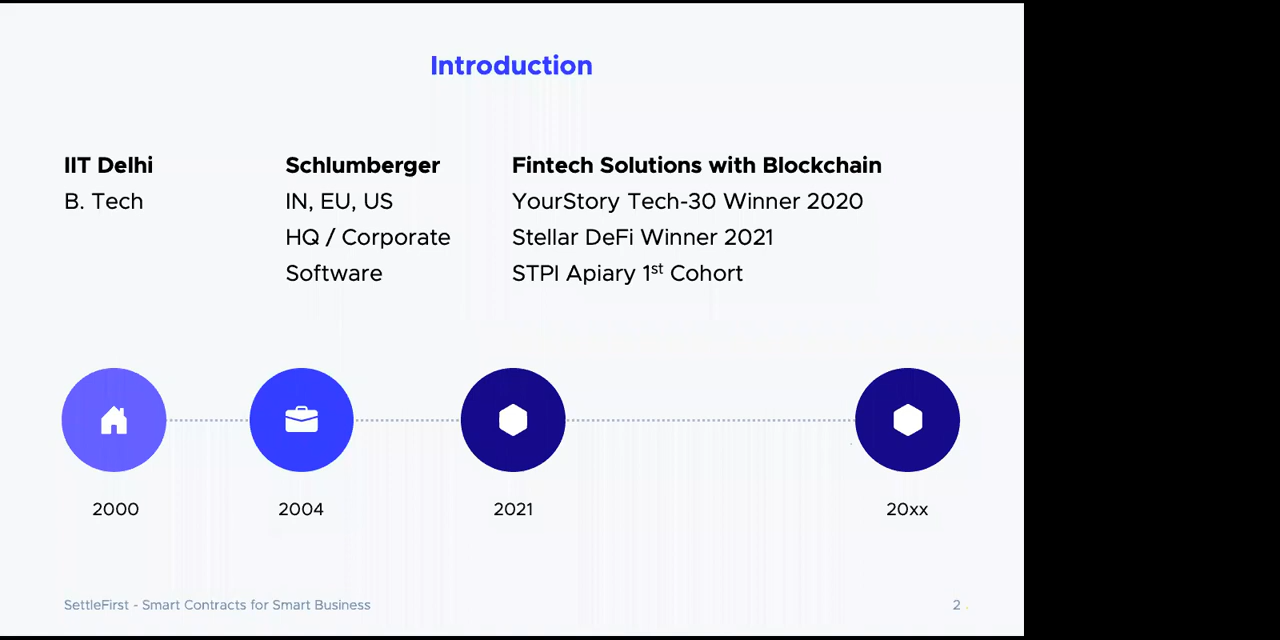 Introduction
IIT Delhi
B. Tech
Schlumberger
IN, EU, US
HQ / Corporate
Software
Fintech Solutions with Blockchain
YourStory Tech-30 Winner 2020
Stellar DeFi Winner 2021
STPI Apiary 1st Cohort
2000
2004
2021
20xx
SettleFirst - Smart Contracts for Smart Business
2